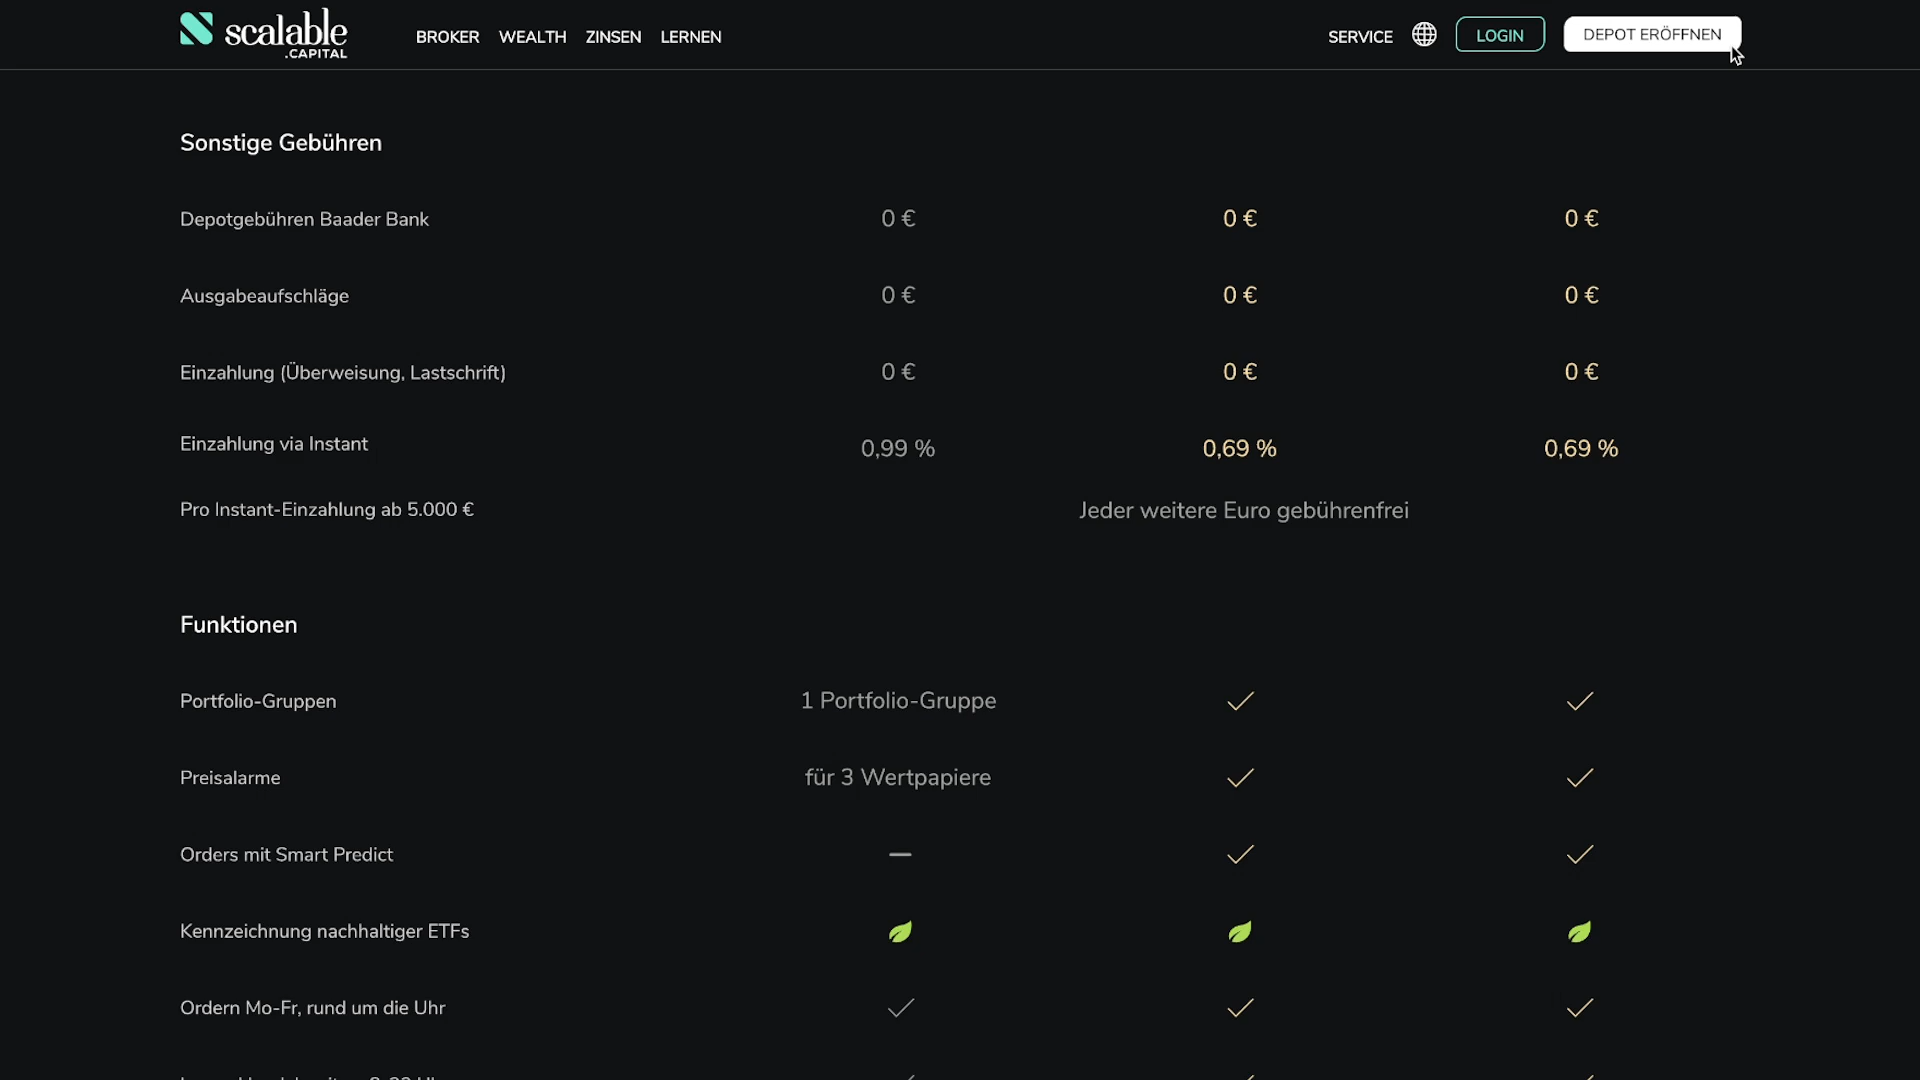 scalable
.CAPITAL
BROKER WEALTH ZINSEN LERNEN
SERVICE LOGIN DEPOT ERÖFFNEN
Sonstige Gebühren
Depotgebühren Baader Bank 0 € 0 € 0 €
Ausgabeaufschläge 0 € 0 € 0 €
Einzahlung (Überweisung, Lastschrift) 0 € 0 € 0 €
Einzahlung via Instant 0,99 % 0,69 % 0,69 %
Pro Instant-Einzahlung ab 5.000 € Jeder weitere Euro gebührenfrei
Funktionen
Portfolio-Gruppen 1 Portfolio-Gruppe
Preisalarme für 3 Wertpapiere
Orders mit Smart Predict
Kennzeichnung nachhaltiger ETFs
Ordern Mo-Fr, rund um die Uhr